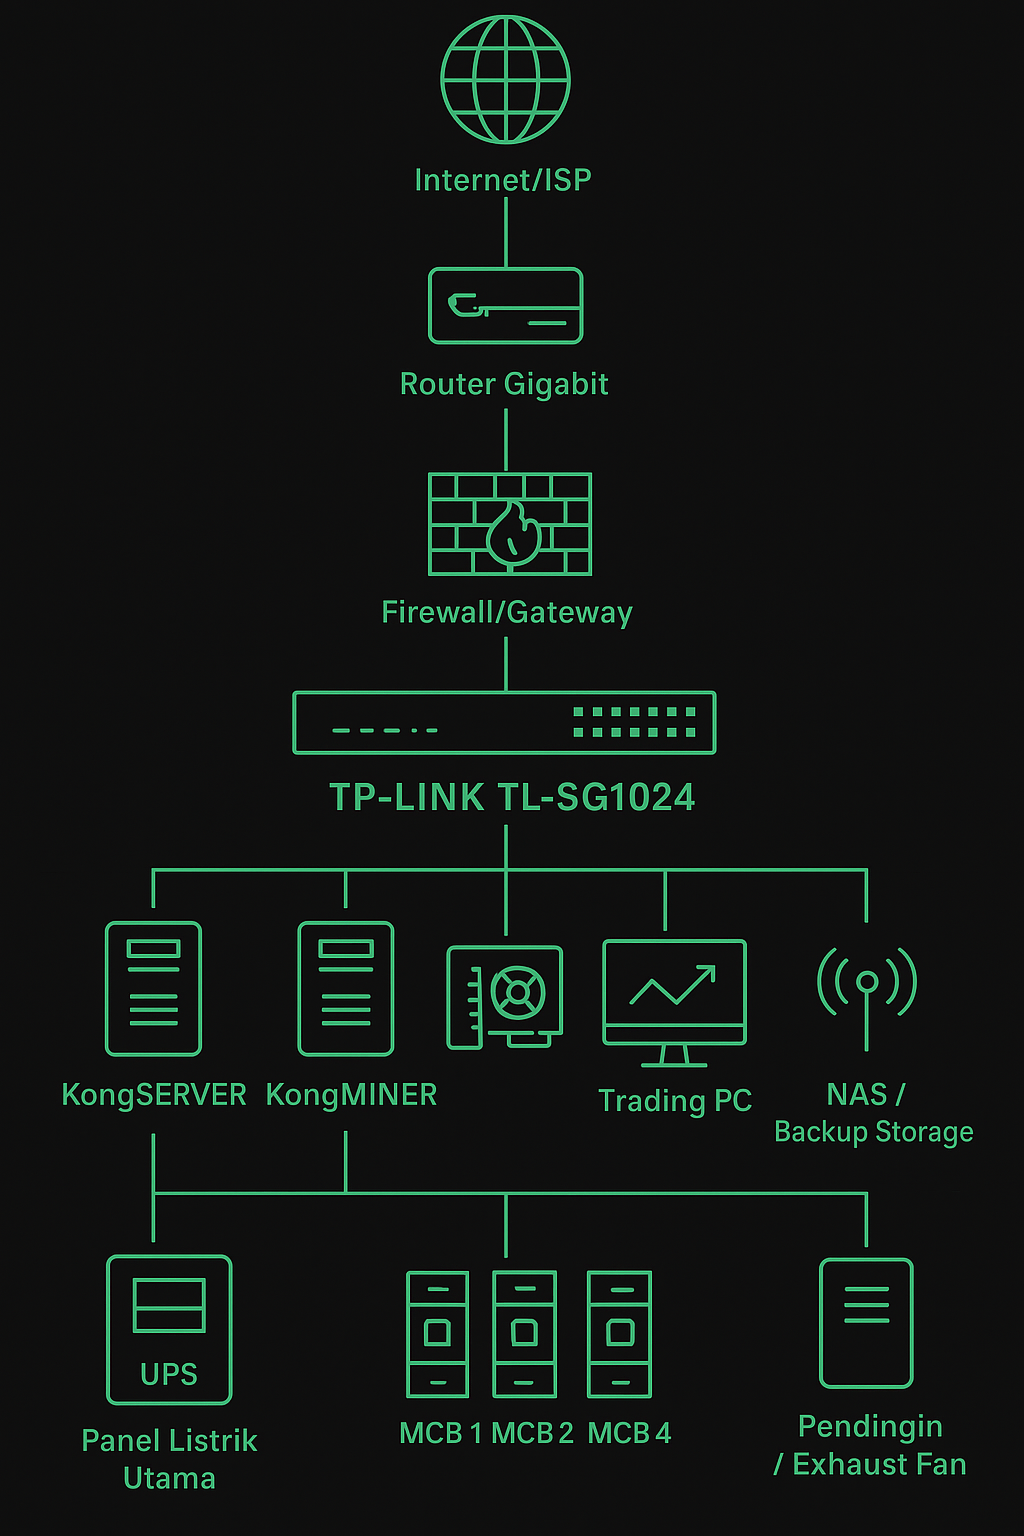 Internet/ISP
Router Gigabit
Firewall/Gateway
TP-LINK TL-SG1024
KongSERVER
KongMINER
Trading PC
NAS /
Backup Storage
UPS
Panel Listrik
Utama
MCB 1
MCB 2
MCB 4
Pendingin
/ Exhaust Fan